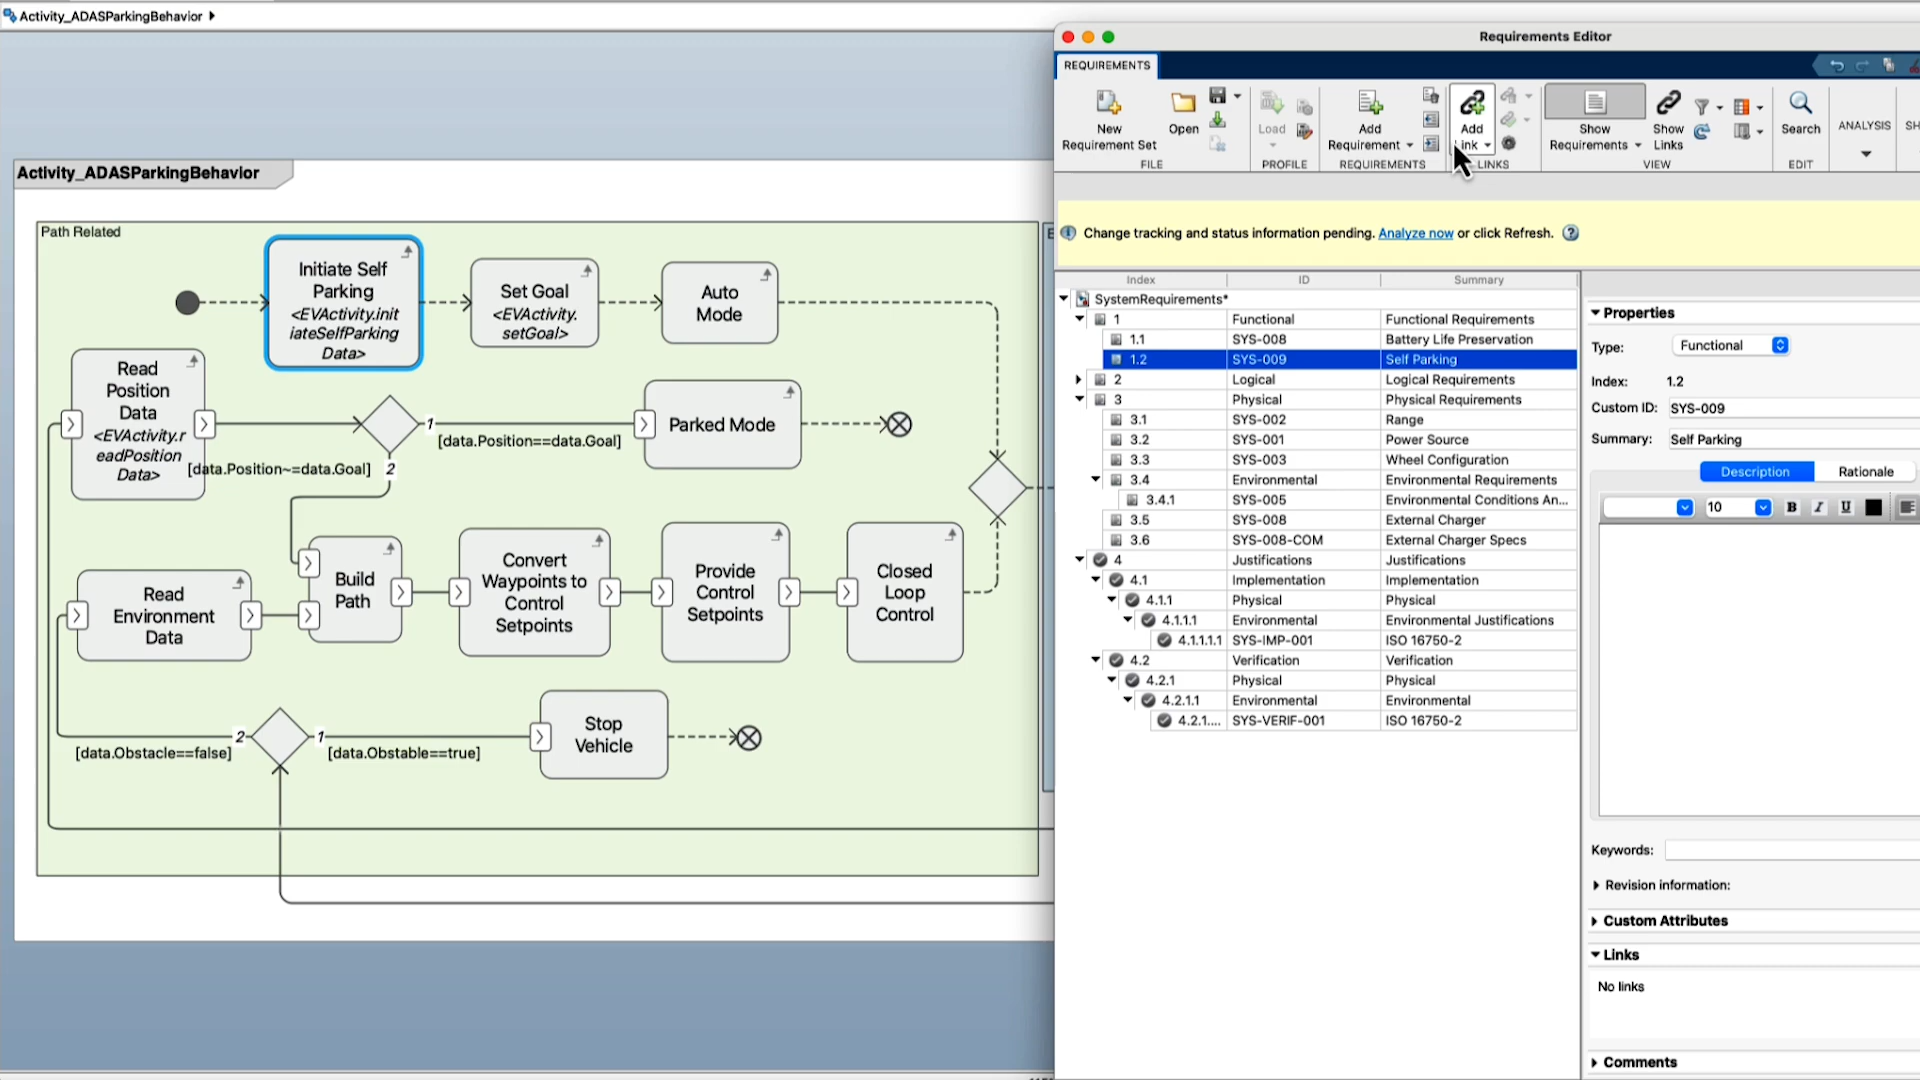 Activity_ADASParkingBehavior
Activity_ADASParkingBehavior
Path Related
Initiate Self
Parking
<EVActivity.init
iateSelfParking
Data>
Set Goal
<EVActivity.
setGoal>
Auto
Mode
Read
Position
Data
<EVActivity.r
eadPosition
Data>
1
[data.Position==data.Goal]
[data.Position~=data.Goal]
2
Parked Mode
Read
Environment
Data
Build
Path
Convert
Waypoints to
Control
Setpoints
Provide
Control
Setpoints
Closed
Loop
Control
2
[data.Obstacle==false]
1
[data.Obstable==true]
Stop
Vehicle
E
Requirements Editor
REQUIREMENTS
New
Requirement Set
Open
FILE
Load
PROFILE
Add
Requirement
REQUIREMENTS
Add
Link
LINKS
Show
Requirements
Show
Links
VIEW
Search
EDIT
ANALYSIS
SH
Change tracking and status information pending. Analyze now or click Refresh.
Index ID Summary
SystemRequirements*
1 Functional Functional Requirements
1.1 SYS-008 Battery Life Preservation
1.2 SYS-009 Self Parking
2 Logical Logical Requirements
3 Physical Physical Requirements
3.1 SYS-002 Range
3.2 SYS-001 Power Source
3.3 SYS-003 Wheel Configuration
3.4 Environmental Environmental Requirements
3.4.1 SYS-005 Environmental Conditions An...
3.5 SYS-008 External Charger
3.6 SYS-008-COM External Charger Specs
4 Justifications Justifications
4.1 Implementation Implementation
4.1.1 Physical Physical
4.1.1.1 Environmental Environmental Justifications
4.1.1.1.1 SYS-IMP-001 ISO 16750-2
4.2 Verification Verification
4.2.1 Physical Physical
4.2.1.1 Environmental Environmental
4.2.1.... SYS-VERIF-001 ISO 16750-2
Properties
Type: Functional
Index: 1.2
Custom ID: SYS-009
Summary: Self Parking
Description Rationale
10 B I U
Keywords:
Revision information:
Custom Attributes
Links
No links
Comments